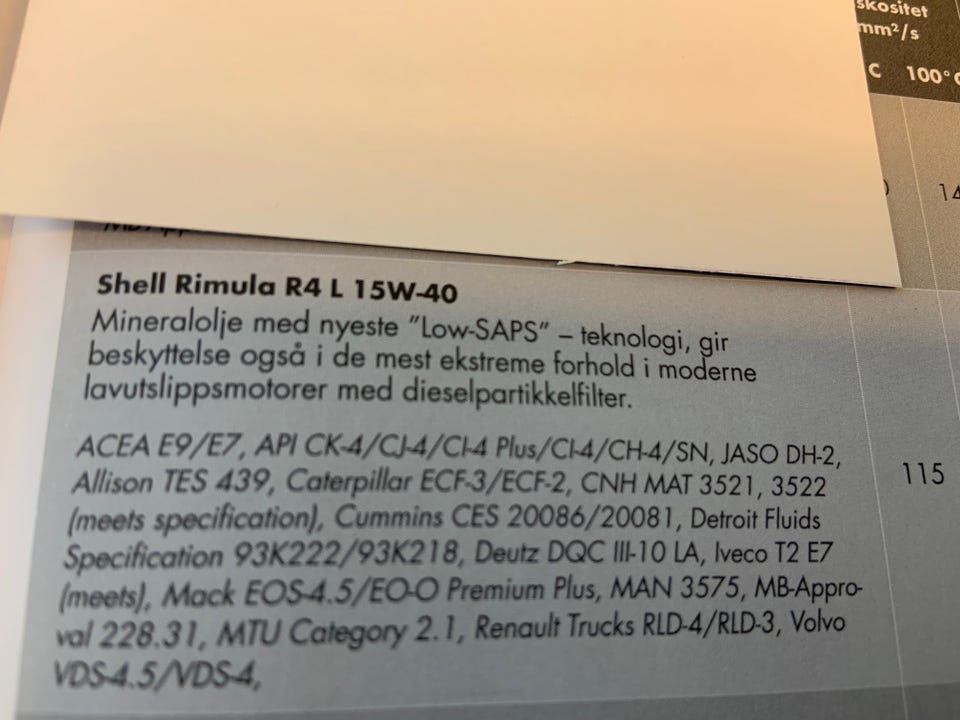 mm²/s
C 100°
Shell Rimula R4 L 15W-40
Mineralolje med nyeste ”Low-SAPS” – teknologi, gir
beskyttelse også i de mest ekstreme forhold i moderne
lavutslippsmotorer med dieselpartikkelfilter.
ACEA E9/E7, API CK-4/CJ-4/CI-4 Plus/CI-4/CH-4/SN, JASO DH-2,
Allison TES 439, Caterpillar ECF-3/ECF-2, CNH MAT 3521, 3522
(meets specification), Cummins CES 20086/20081, Detroit Fluids
Specification 93K222/93K218, Deutz DQC III-10 LA, Iveco T2 E7
(meets), Mack EOS-4.5/EO-O Premium Plus, MAN 3575, MB-Appro-
val 228.31, MTU Category 2.1, Renault Trucks RLD-4/RLD-3, Volvo
VDS-4.5/VDS-4,
115